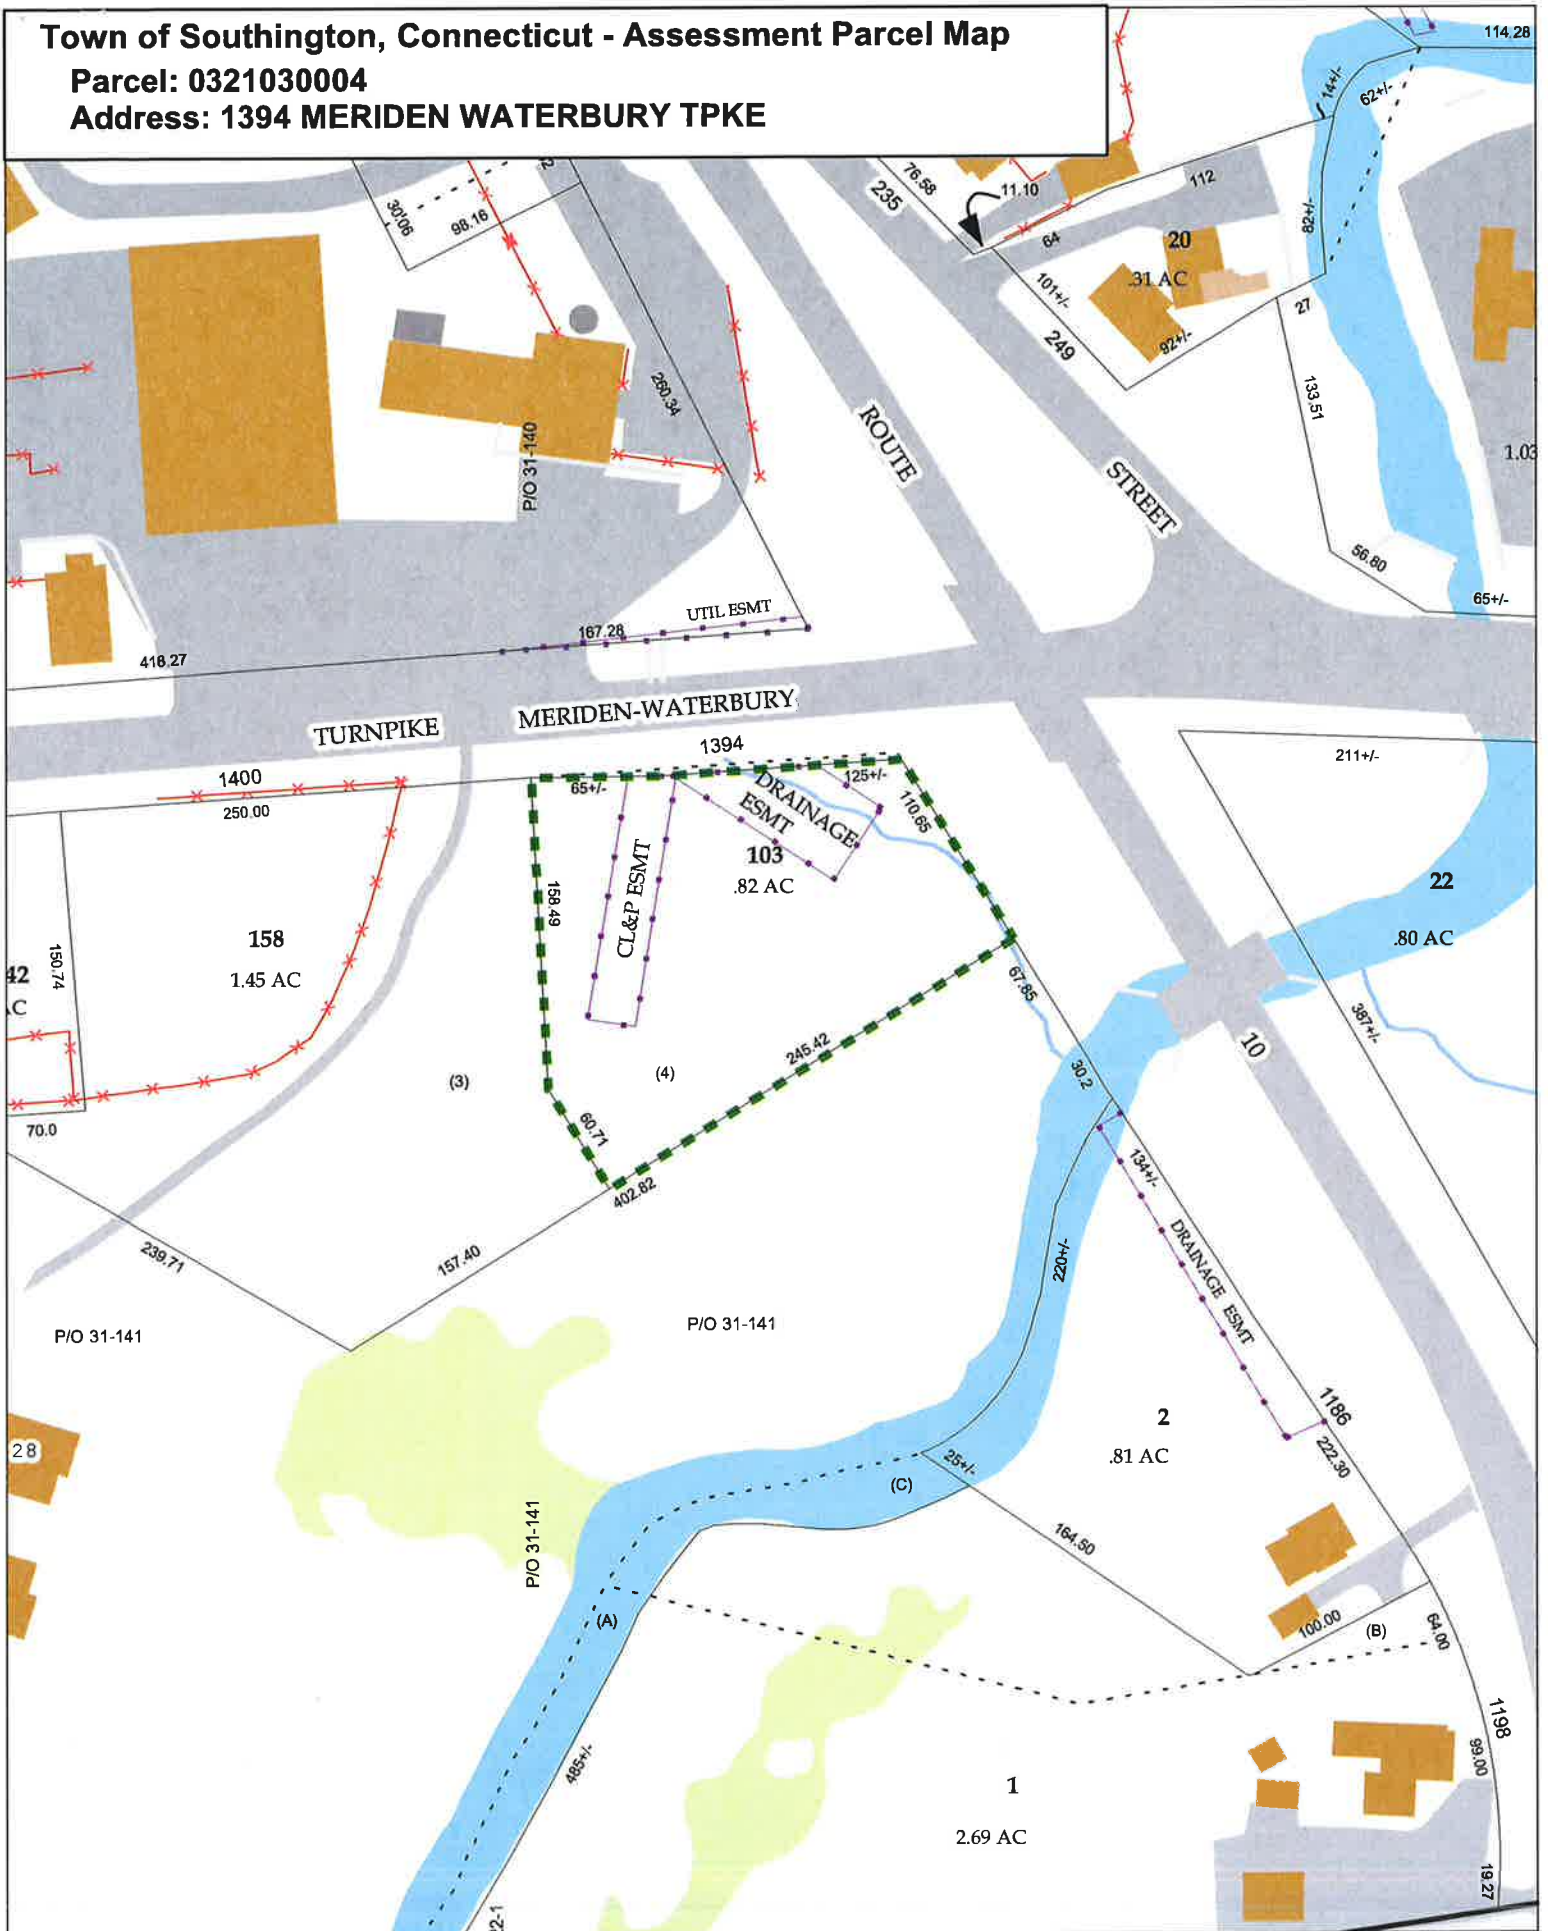 Town of Southington, Connecticut - Assessment Parcel Map
Parcel: 0321030004
Address: 1394 MERIDEN WATERBURY TPKE
114.28
14+/-
62+/-
76.58
235
11.10
112
64
82+/-
20
.31 AC
30.06
98.16
101+/-
249
92+/-
27
133.51
260.34
P/O 31-140
ROUTE
STREET
1.03
56.80
65+/-
UTIL ESMT
167.28
418.27
TURNPIKE
MERIDEN-WATERBURY
1394
211+/-
1400
250.00
65+/-
125+/-
DRAINAGE
ESMT
110.65
103
.82 AC
CL&P ESMT
158.49
22
.80 AC
158
1.45 AC
150.74
42
AC
67.85
387+/-
10
245.42
30.2
(3)
(4)
70.0
60.71
402.82
134+/-
239.71
157.40
220+/-
DRAINAGE ESMT
P/O 31-141
P/O 31-141
1186
222.30
2
.81 AC
28
25+/-
(C)
P/O 31-141
164.50
(A)
100.00
(B)
64.00
1198
99.00
485+/-
1
2.69 AC
19.27
22-1